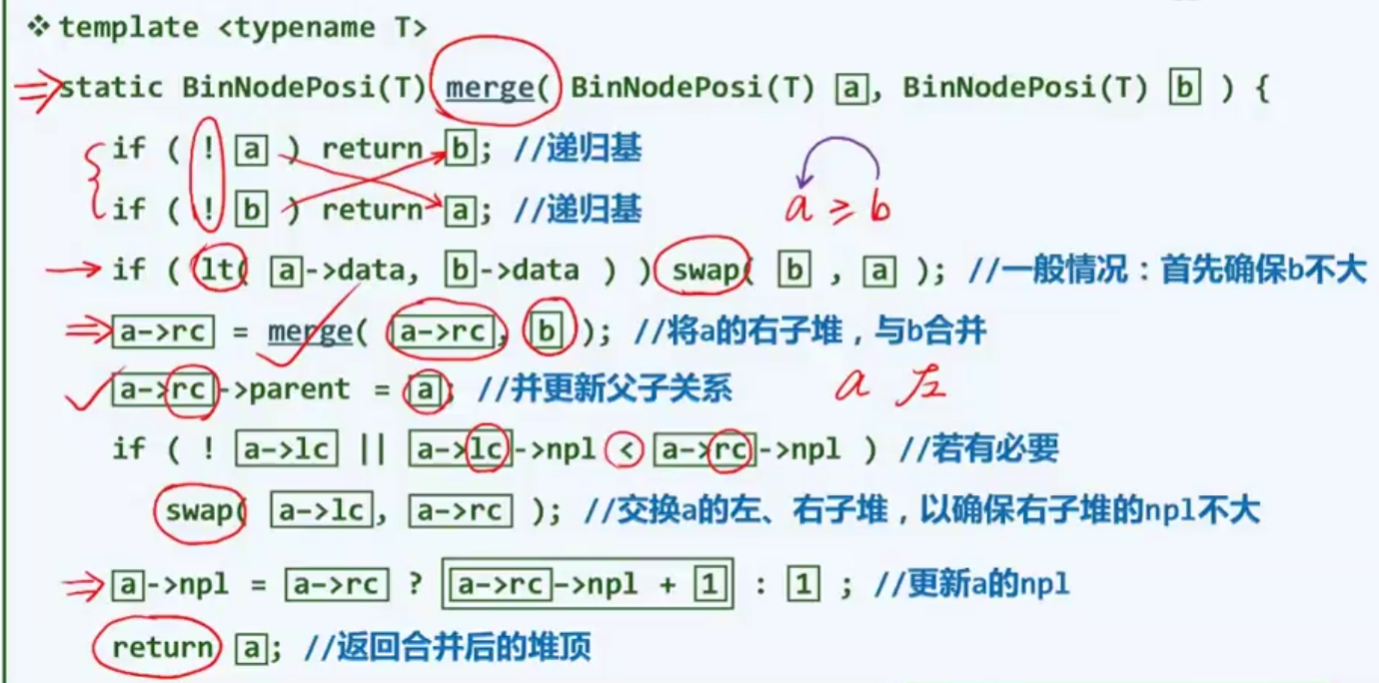 ❖ template <typename T>
static BinNodePosi(T) merge( BinNodePosi(T) a, BinNodePosi(T) b ) {
if ( ! a ) return b; //递归基
if ( ! b ) return a; //递归基
a ≥ b
if ( lt( a->data, b->data ) ) swap( b , a ); //一般情况：首先确保b不大
a->rc = merge( a->rc, b ); //将a的右子堆，与b合并
a->rc->parent = a; //并更新父子关系
a 左
if ( ! a->lc || a->lc->npl < a->rc->npl ) //若有必要
swap( a->lc, a->rc ); //交换a的左、右子堆，以确保右子堆的npl不大
a->npl = a->rc ? a->rc->npl + 1 : 1 ; //更新a的npl
return a; //返回合并后的堆顶